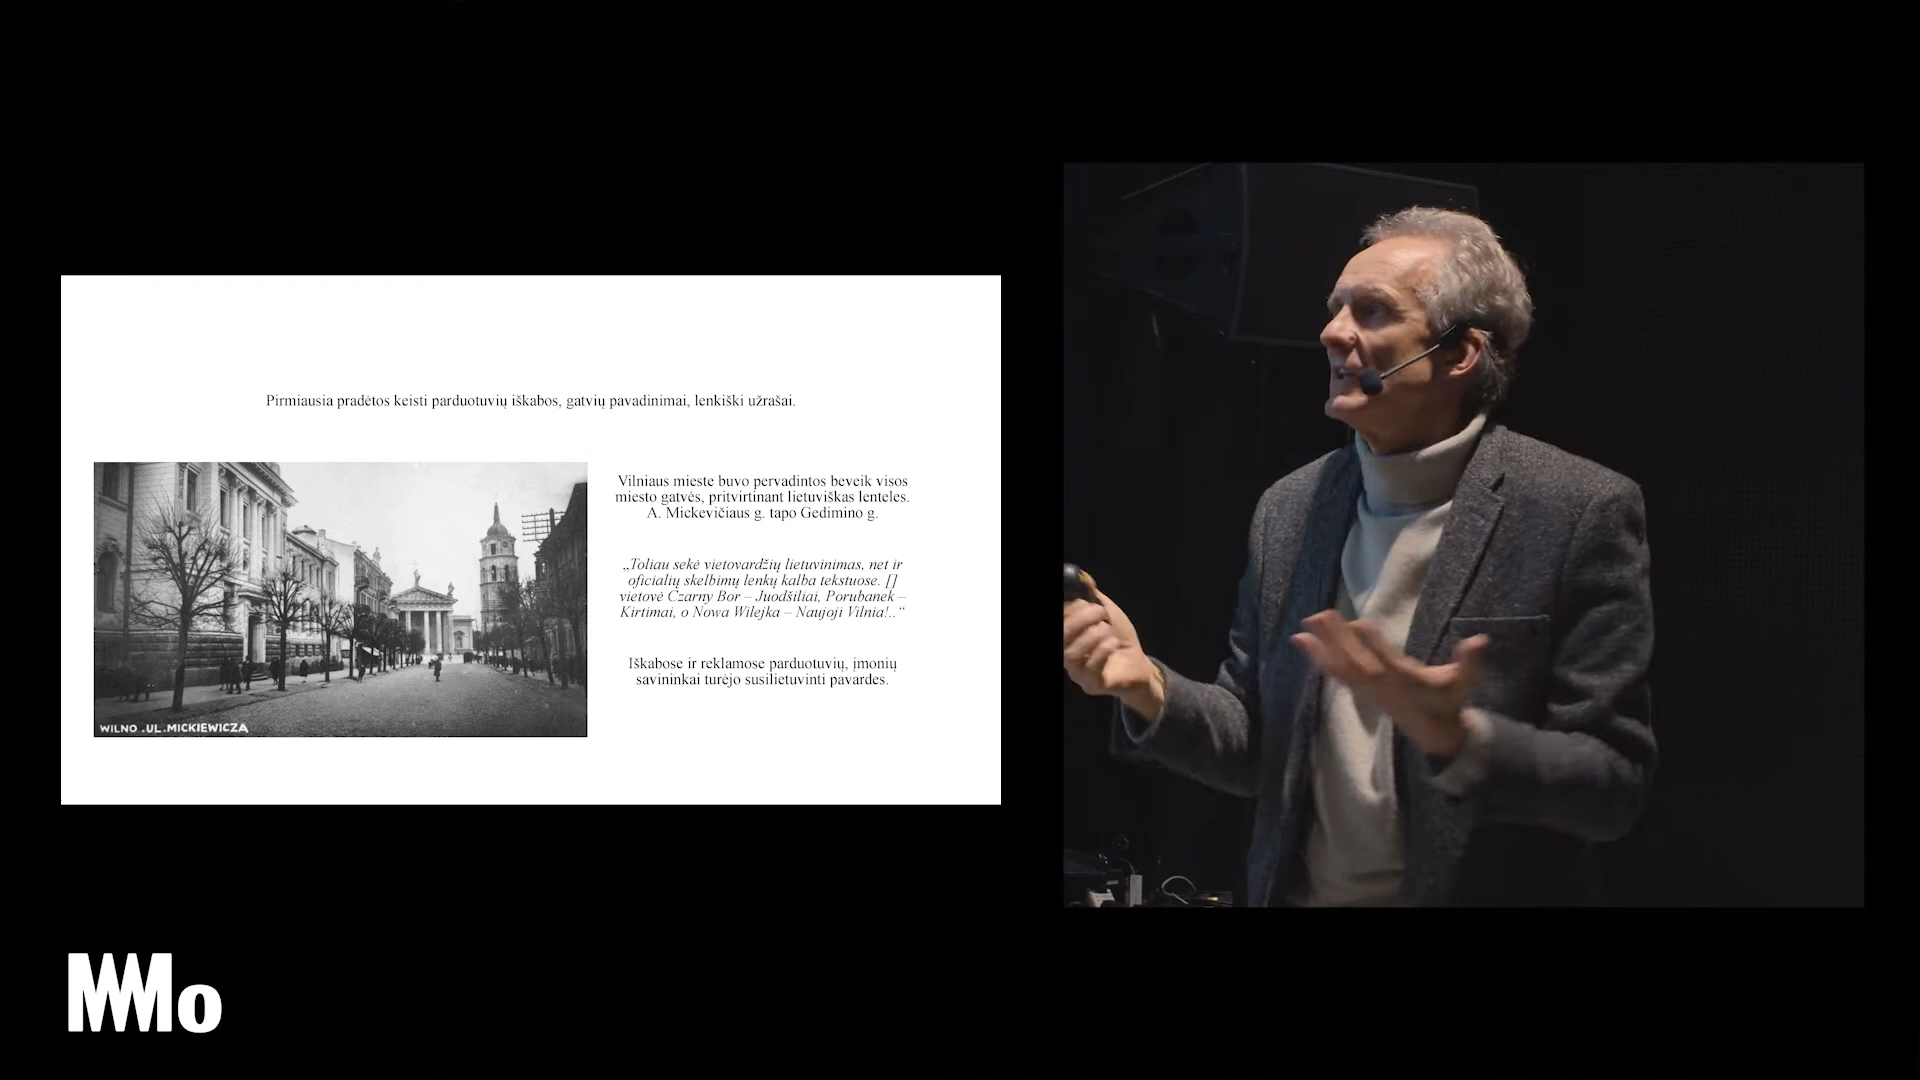 Pirmiausia pradėtos keisti parduotuvių iškabos, gatvių pavadinimai, lenkiški užrašai.
Vilniaus mieste buvo pervadintos beveik visos
miesto gatvės, pritvirtinant lietuviškas lenteles.
A. Mickevičiaus g. tapo Gedimino g.
„Toliau sekė vietovardžių lietuvinimas, net ir
oficialių skelbimų lenkų kalba tekstuose. []
vietovė Czarny Bor – Juodšiliai, Porubanek –
Kirtimai, o Nowa Wilejka – Naujoji Vilnia!..“
Iškabose ir reklamose parduotuvių, įmonių
savininkai turėjo susilietuvinti pavardes.
WILNO . UL. MICKIEWICZA
MMo